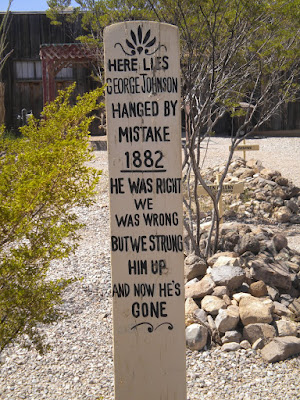 HERE LIES
GEORGE JOHNSON
HANGED BY
MISTAKE
1882
HE WAS RIGHT
WE
WAS WRONG
BUT WE STRUNG
HIM UP
AND NOW HE'S
GONE